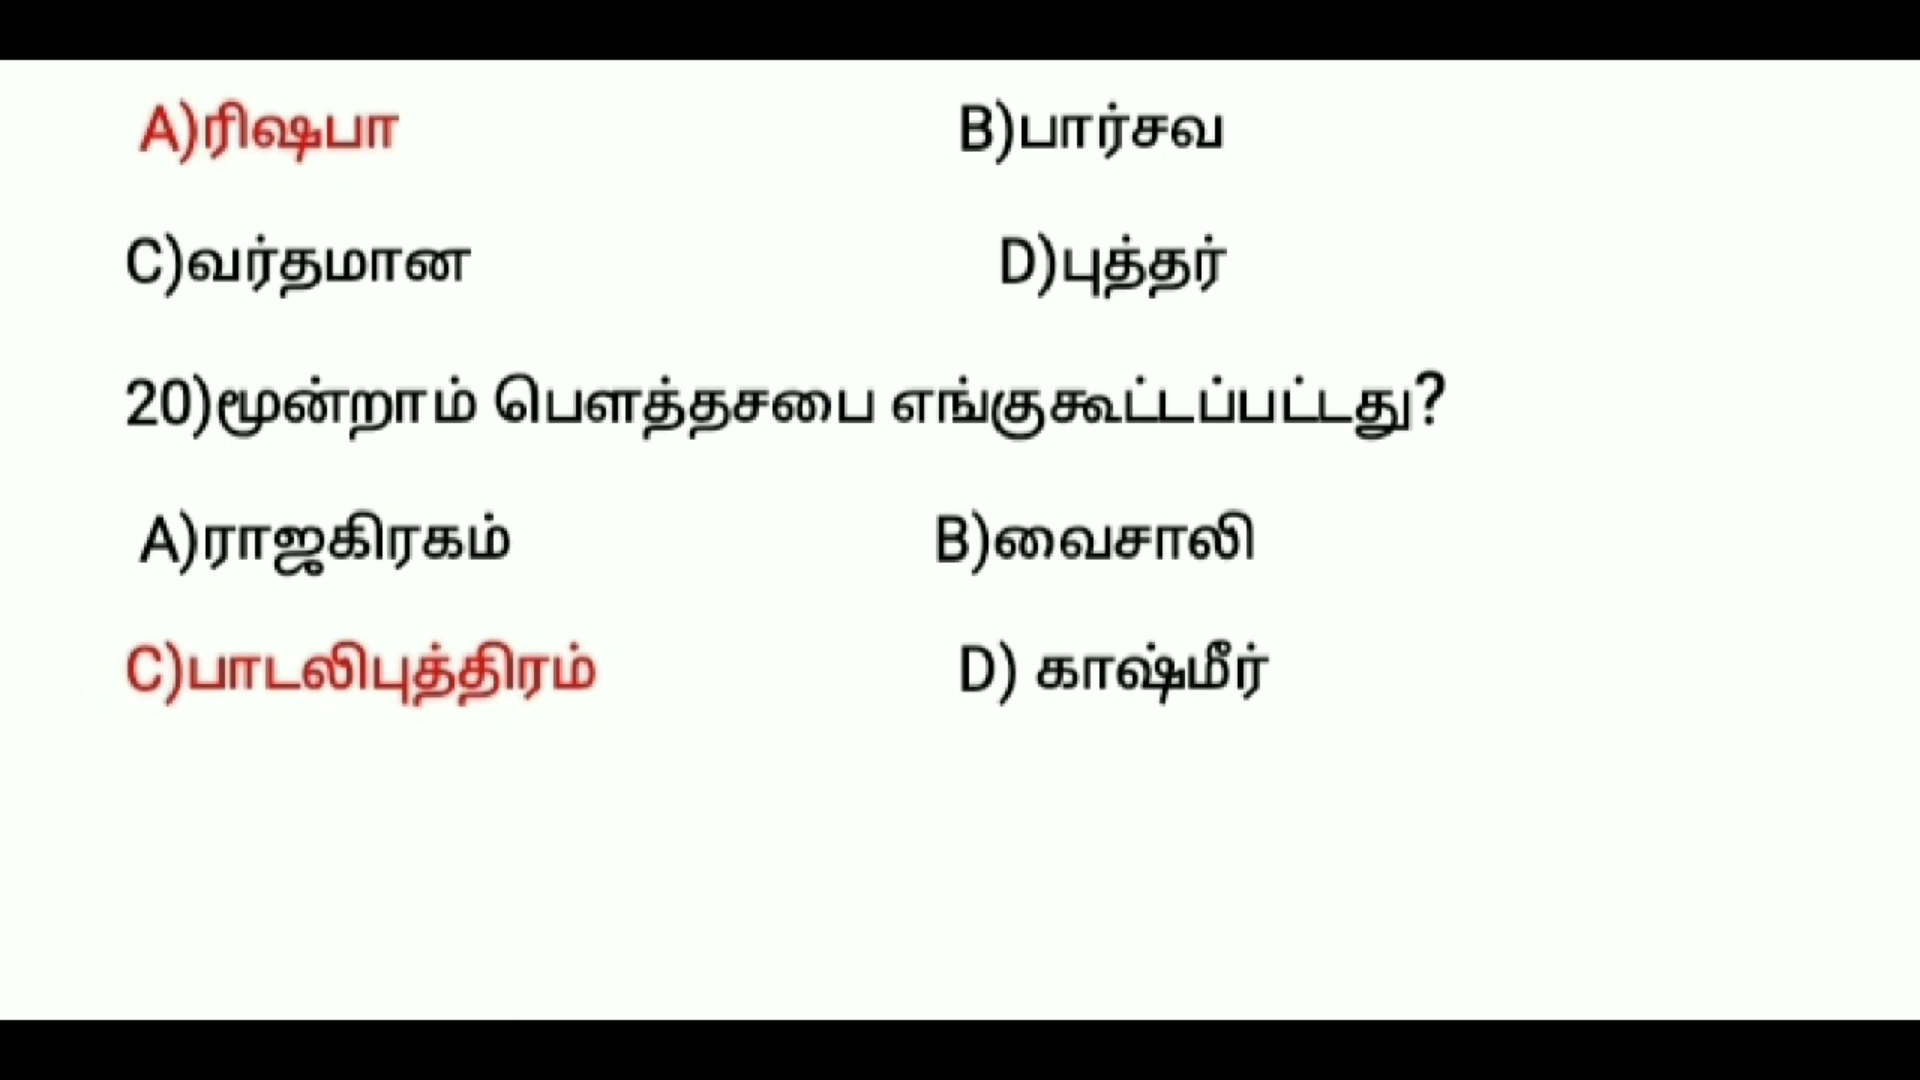 A)ரிஷபா B)பார்சவ
C)வர்தமான D)புத்தர்
20)மூன்றாம் பௌத்தசபை எங்குகூட்டப்பட்டது?
A)ராஜகிரகம் B)வைசாலி
C)பாடலிபுத்திரம் D) காஷ்மீர்